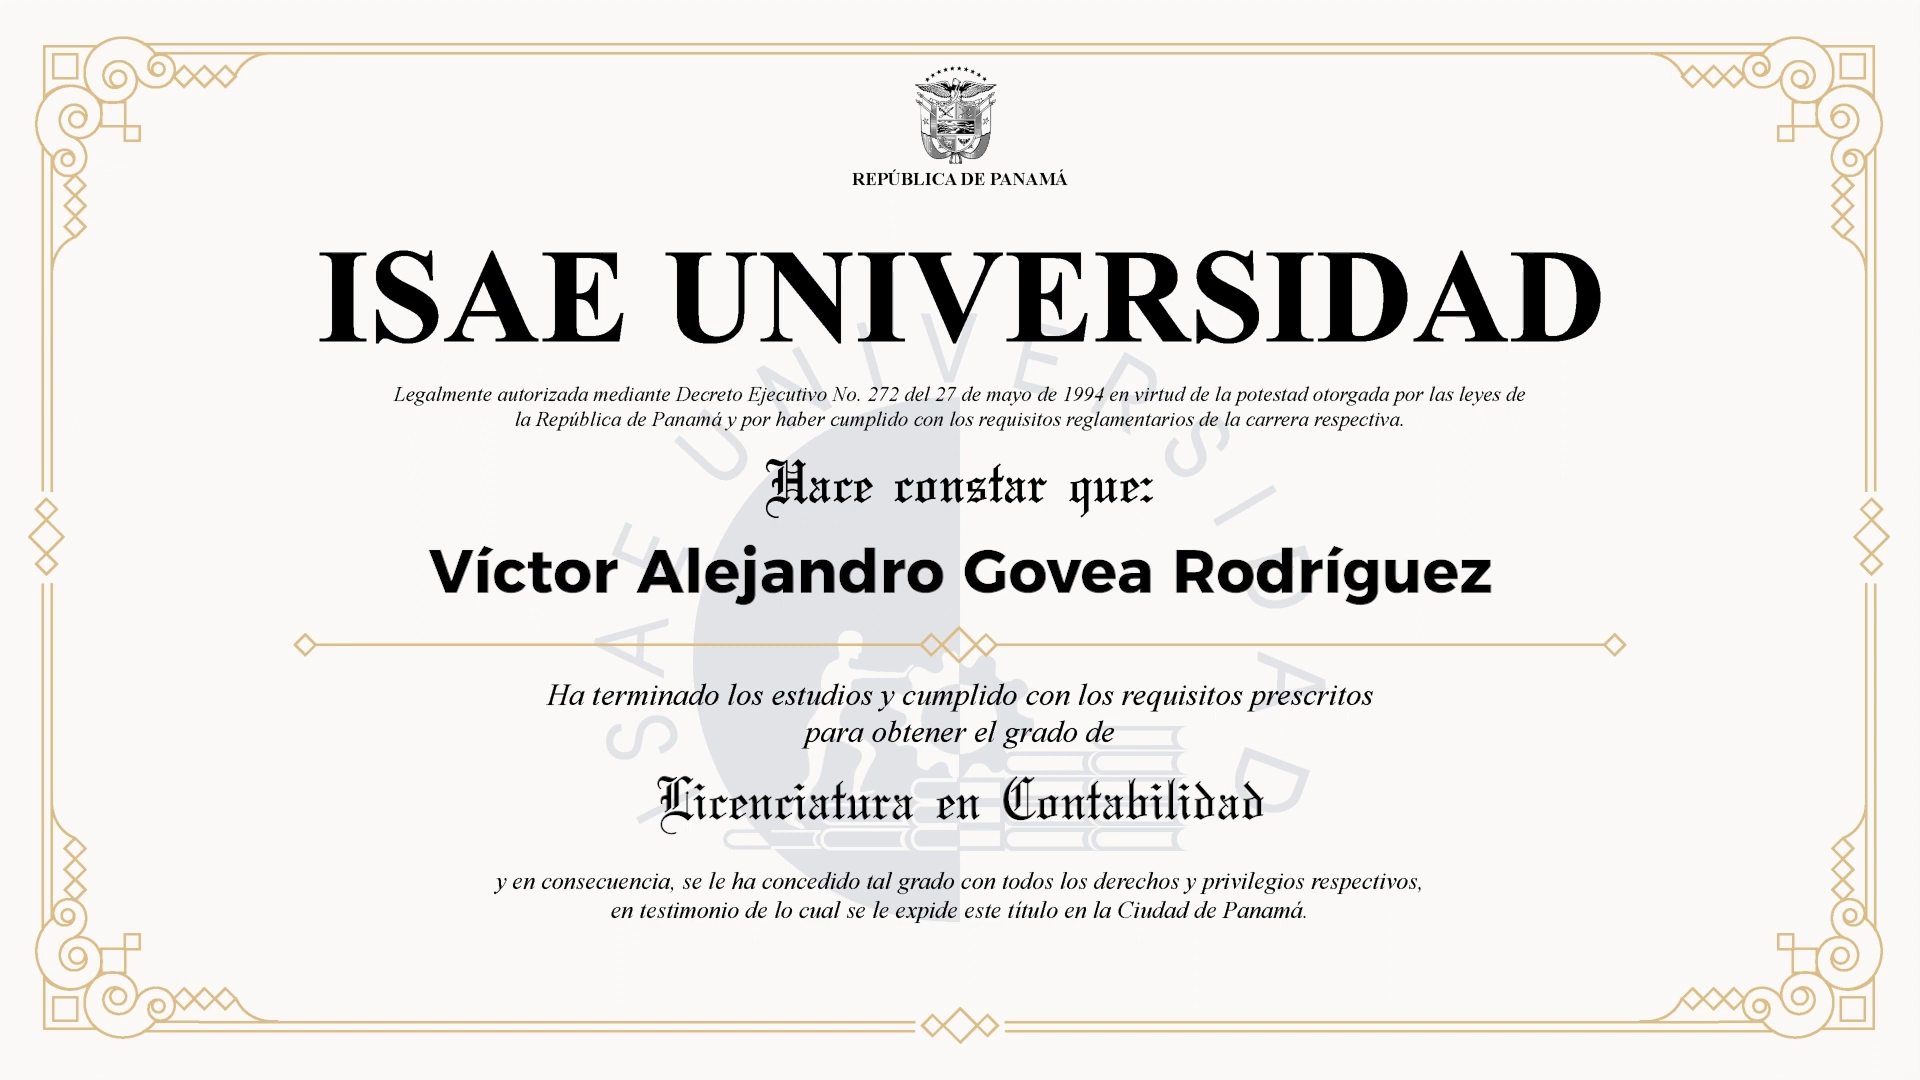 REPÚBLICA DE PANAMÁ
ISAE UNIVERSIDAD
Legalmente autorizada mediante Decreto Ejecutivo No. 272 del 27 de mayo de 1994 en virtud de la potestad otorgada por las leyes de
la República de Panamá y por haber cumplido con los requisitos reglamentarios de la carrera respectiva.
Hace constar que:
Víctor Alejandro Govea Rodríguez
Ha terminado los estudios y cumplido con los requisitos prescritos
para obtener el grado de
Licenciatura en Contabilidad
y en consecuencia, se le ha concedido tal grado con todos los derechos y privilegios respectivos,
en testimonio de lo cual se le expide este título en la Ciudad de Panamá.
ISAE UNIVERSIDAD